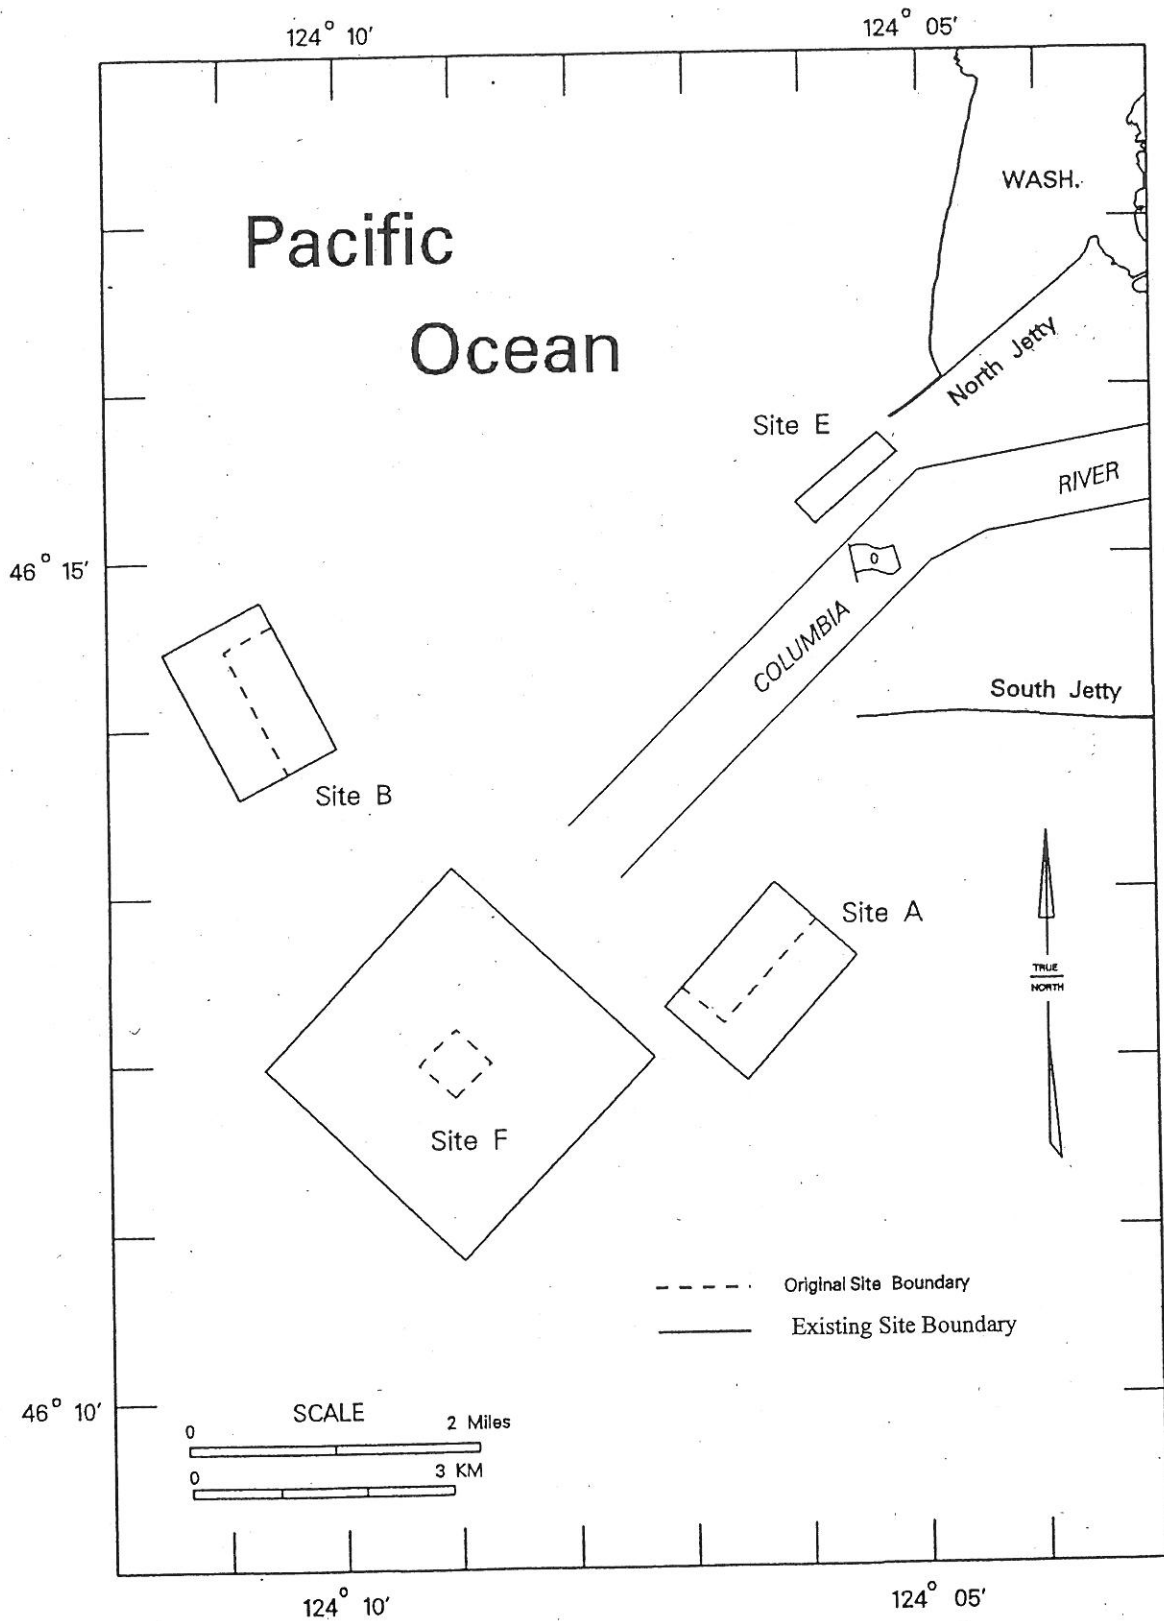 124° 10′
124° 05′
WASH.
Pacific
Ocean
North Jetty
Site E
RIVER
46° 15′
0
COLUMBIA
South Jetty
Site B
Site A
TRUE
NORTH
Site F
Original Site Boundary
Existing Site Boundary
46° 10′
SCALE
0 2 Miles
0 3 KM
124° 10′
124° 05′